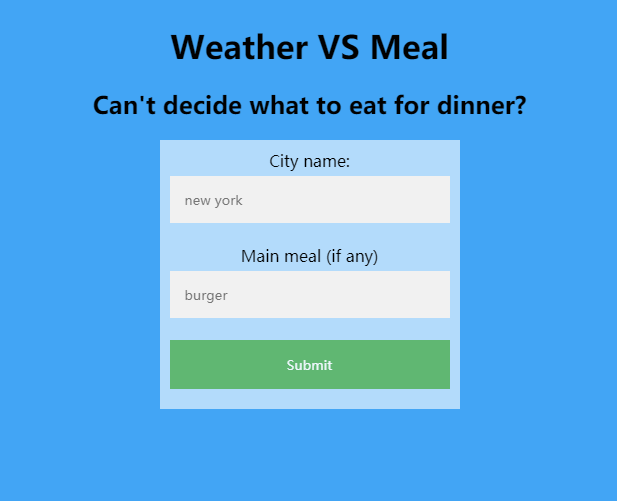 Weather VS Meal
Can't decide what to eat for dinner?
City name:
new york
Main meal (if any)
burger
Submit